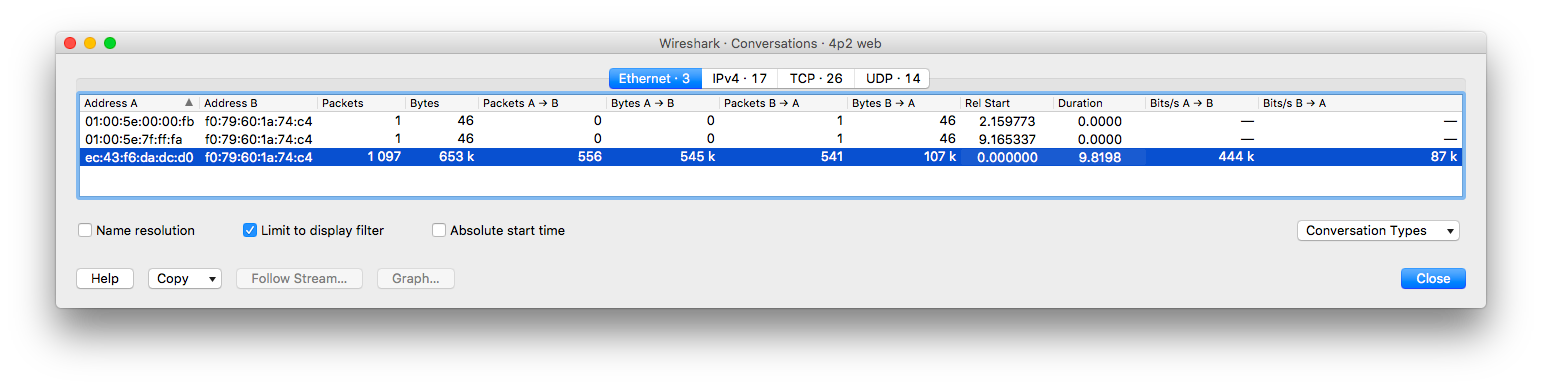 Wireshark · Conversations · 4p2 web
Ethernet · 3 IPv4 · 17 TCP · 26 UDP · 14
Address A Address B Packets Bytes Packets A → B Bytes A → B Packets B → A Bytes B → A Rel Start Duration Bits/s A → B Bits/s B → A
01:00:5e:00:00:fb f0:79:60:1a:74:c4 1 46 0 0 1 46 2.159773 0.0000 — —
01:00:5e:7f:ff:fa f0:79:60:1a:74:c4 1 46 0 0 1 46 9.165337 0.0000 — —
ec:43:f6:da:dc:d0 f0:79:60:1a:74:c4 1 097 653 k 556 545 k 541 107 k 0.000000 9.8198 444 k 87 k
Name resolution Limit to display filter Absolute start time Conversation Types
Help Copy Follow Stream... Graph... Close